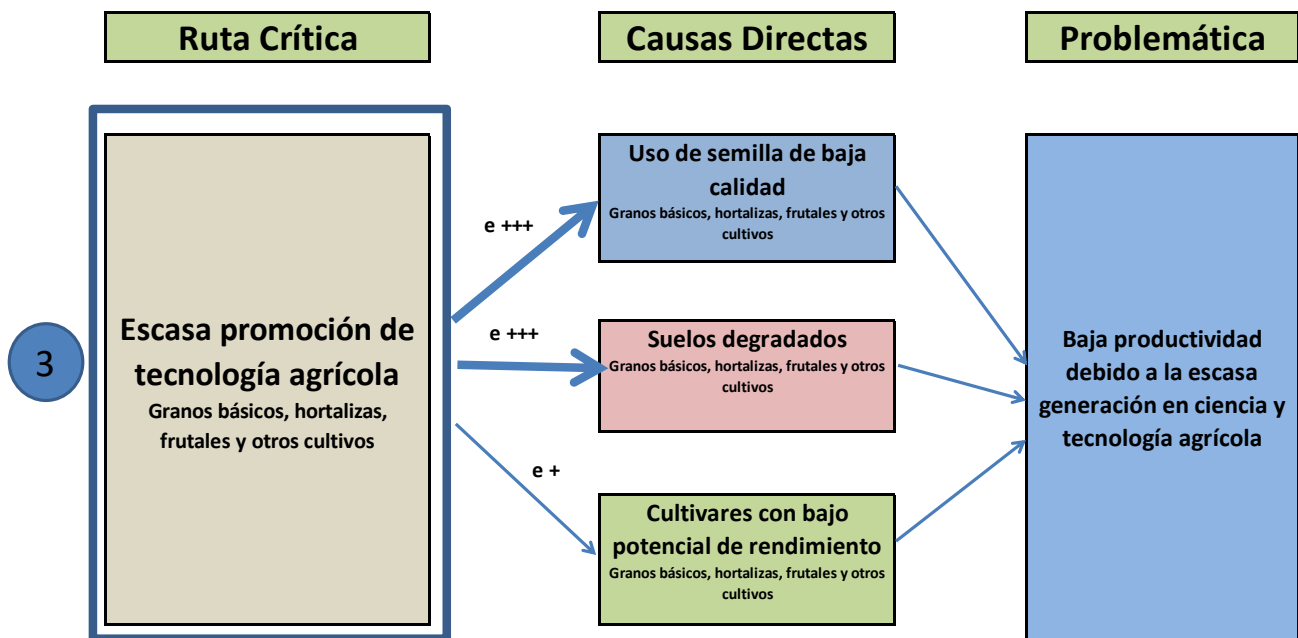 Ruta Crítica
Causas Directas
Problemática
3
Escasa promoción de
tecnología agrícola
Granos básicos, hortalizas,
frutales y otros cultivos
e +++
e +++
e +
Uso de semilla de baja
calidad
Granos básicos, hortalizas, frutales y otros
cultivos
Suelos degradados
Granos básicos, hortalizas, frutales y otros
cultivos
Cultivares con bajo
potencial de rendimiento
Granos básicos, hortalizas, frutales y otros
cultivos
Baja productividad
debido a la escasa
generación en ciencia y
tecnología agrícola